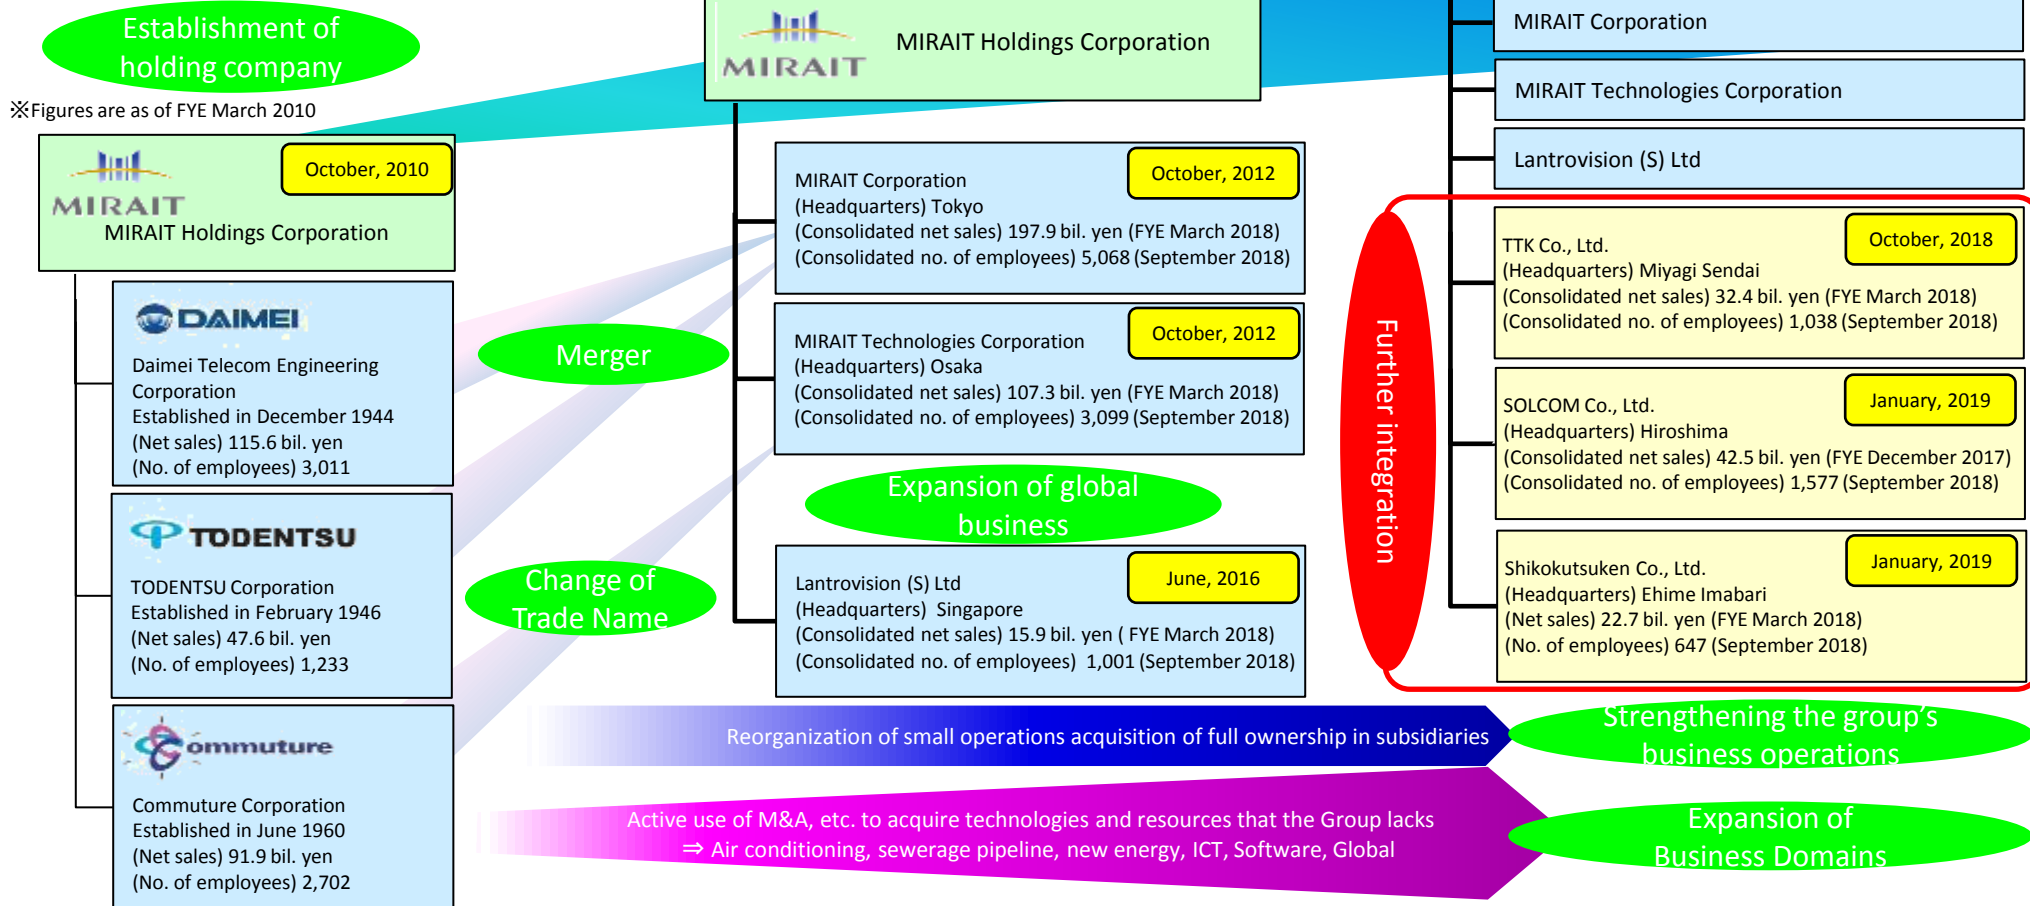 Establishment of
holding company
※Figures are as of FYE March 2010
October, 2010
MIRAIT
MIRAIT Holdings Corporation
DAIMEI
Daimei Telecom Engineering
Corporation
Established in December 1944
(Net sales) 115.6 bil. yen
(No. of employees) 3,011
TODENTSU
TODENTSU Corporation
Established in February 1946
(Net sales) 47.6 bil. yen
(No. of employees) 1,233
Commuture
Commuture Corporation
Established in June 1960
(Net sales) 91.9 bil. yen
(No. of employees) 2,702
Merger
Change of
Trade Name
MIRAIT
MIRAIT Holdings Corporation
October, 2012
MIRAIT Corporation
(Headquarters) Tokyo
(Consolidated net sales) 197.9 bil. yen (FYE March 2018)
(Consolidated no. of employees) 5,068 (September 2018)
October, 2012
MIRAIT Technologies Corporation
(Headquarters) Osaka
(Consolidated net sales) 107.3 bil. yen (FYE March 2018)
(Consolidated no. of employees) 3,099 (September 2018)
Expansion of global
business
June, 2016
Lantrovision (S) Ltd
(Headquarters) Singapore
(Consolidated net sales) 15.9 bil. yen ( FYE March 2018)
(Consolidated no. of employees) 1,001 (September 2018)
MIRAIT Corporation
MIRAIT Technologies Corporation
Lantrovision (S) Ltd
Further integration
October, 2018
TTK Co., Ltd.
(Headquarters) Miyagi Sendai
(Consolidated net sales) 32.4 bil. yen (FYE March 2018)
(Consolidated no. of employees) 1,038 (September 2018)
January, 2019
SOLCOM Co., Ltd.
(Headquarters) Hiroshima
(Consolidated net sales) 42.5 bil. yen (FYE December 2017)
(Consolidated no. of employees) 1,577 (September 2018)
January, 2019
Shikokutsuken Co., Ltd.
(Headquarters) Ehime Imabari
(Net sales) 22.7 bil. yen (FYE March 2018)
(No. of employees) 647 (September 2018)
Reorganization of small operations acquisition of full ownership in subsidiaries
Strengthening the group's
business operations
Active use of M&A, etc. to acquire technologies and resources that the Group lacks
⇒ Air conditioning, sewerage pipeline, new energy, ICT, Software, Global
Expansion of
Business Domains